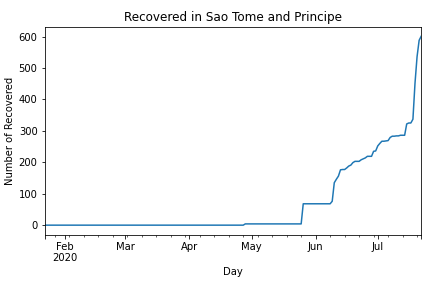 Recovered in Sao Tome and Principe
Number of Recovered
600
500
400
300
200
100
0
Feb Mar Apr May Jun Jul
2020
Day